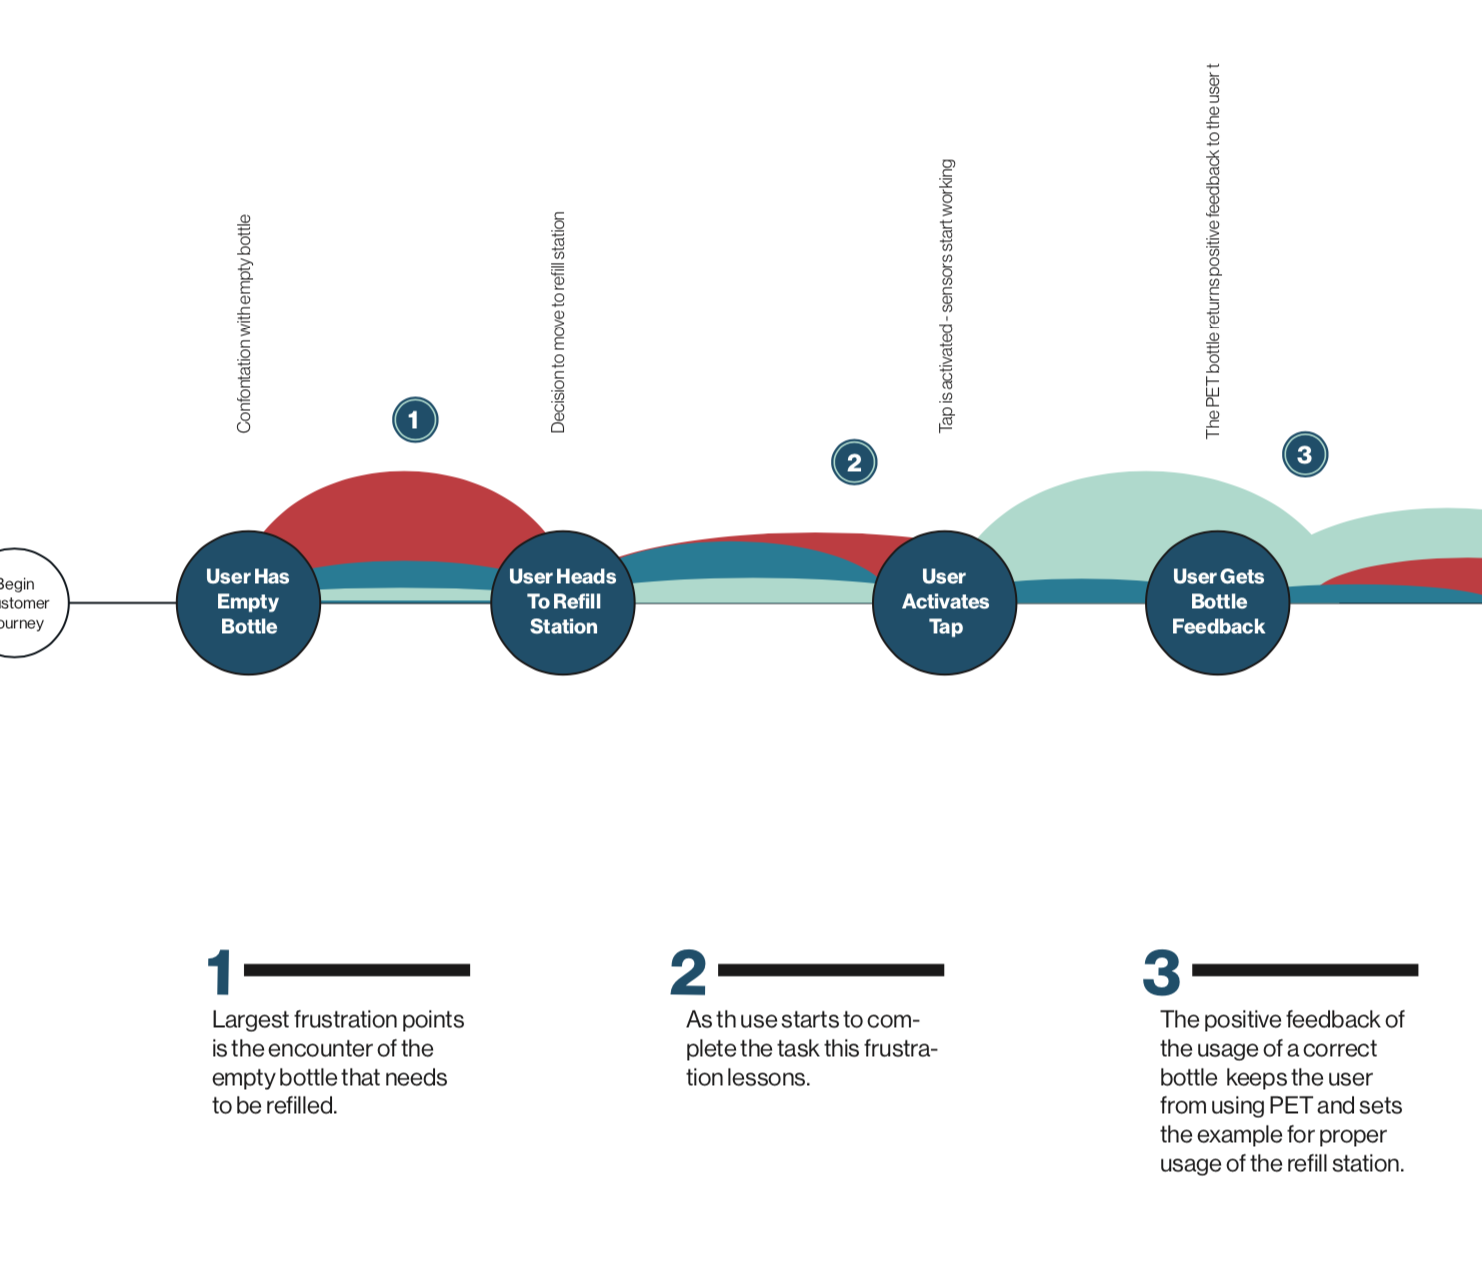 Confontation with empty bottle
Decision to move to refill station
Tap is activated - sensors start working
The PET bottle returns positive feedback to the user t
1
2
3
Begin
stomer
ourney
User Has
Empty
Bottle
User Heads
To Refill
Station
User
Activates
Tap
User Gets
Bottle
Feedback
1
Largest frustration points
is the encounter of the
empty bottle that needs
to be refilled.
2
As th use starts to com-
plete the task this frustra-
tion lessons.
3
The positive feedback of
the usage of a correct
bottle keeps the user
from using PET and sets
the example for proper
usage of the refill station.